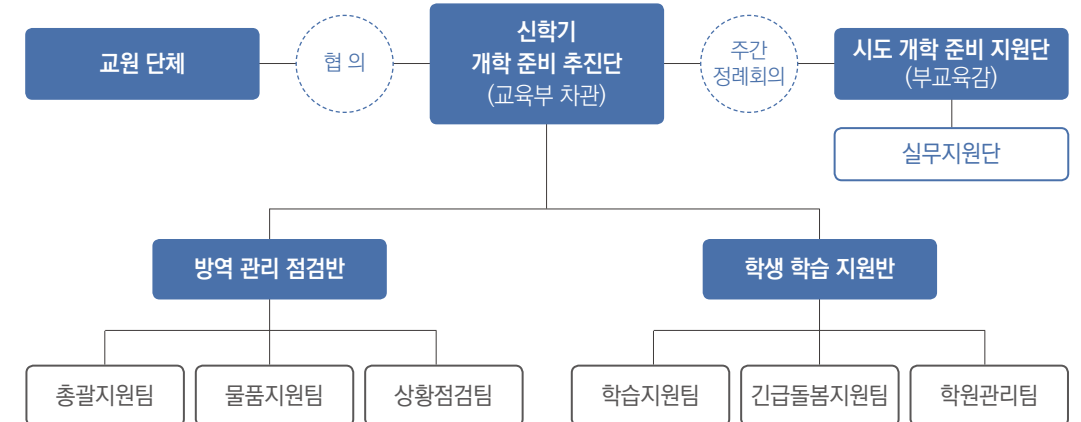 교원 단체
협 의
신학기
개학 준비 추진단
(교육부 차관)
주간
정례회의
시도 개학 준비 지원단
(부교육감)
실무지원단
방역 관리 점검반
학생 학습 지원반
총괄지원팀
물품지원팀
상황점검팀
학습지원팀
긴급돌봄지원팀
학원관리팀